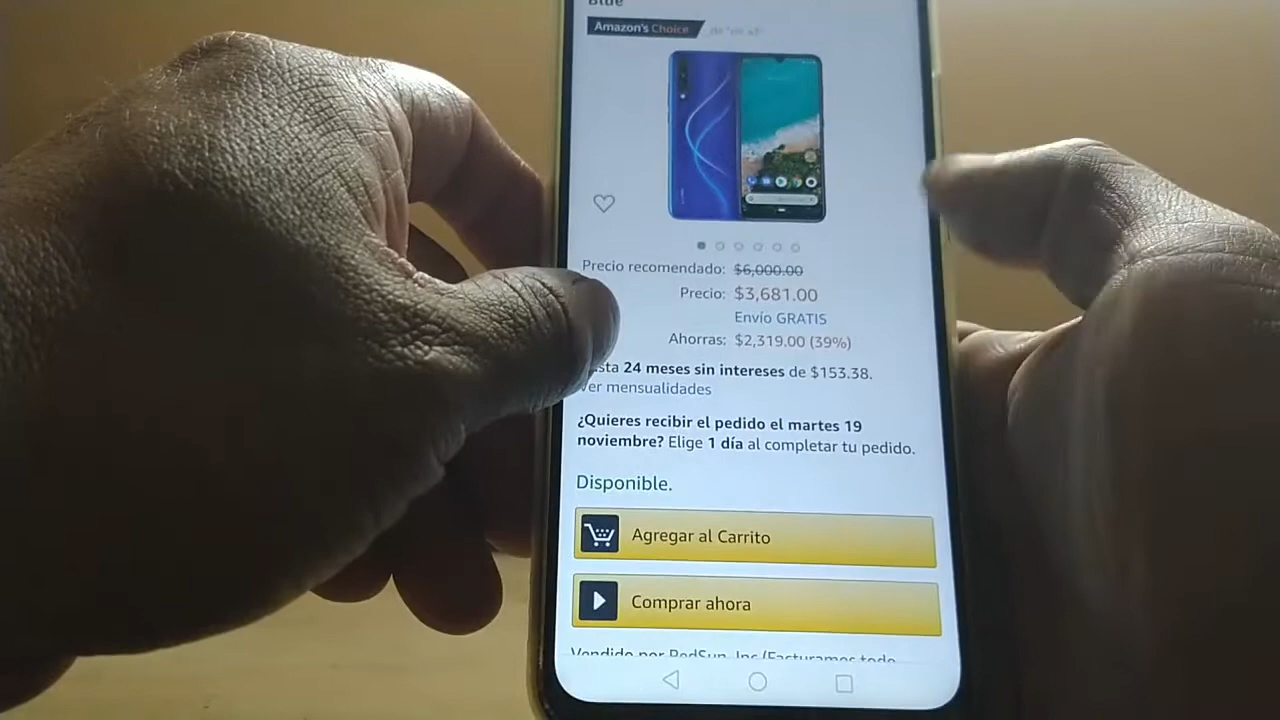 Blue
Amazon's Choice
Precio recomendado: $6,000.00
Precio: $3,681.00
Envío GRATIS
Ahorras: $2,319.00 (39%)
sta 24 meses sin intereses de $153.38.
Ver mensualidades
¿Quieres recibir el pedido el martes 19
noviembre? Elige 1 día al completar tu pedido.
Disponible.
Agregar al Carrito
Comprar ahora
Vendido por RedSun, Inc (Facturamos todo